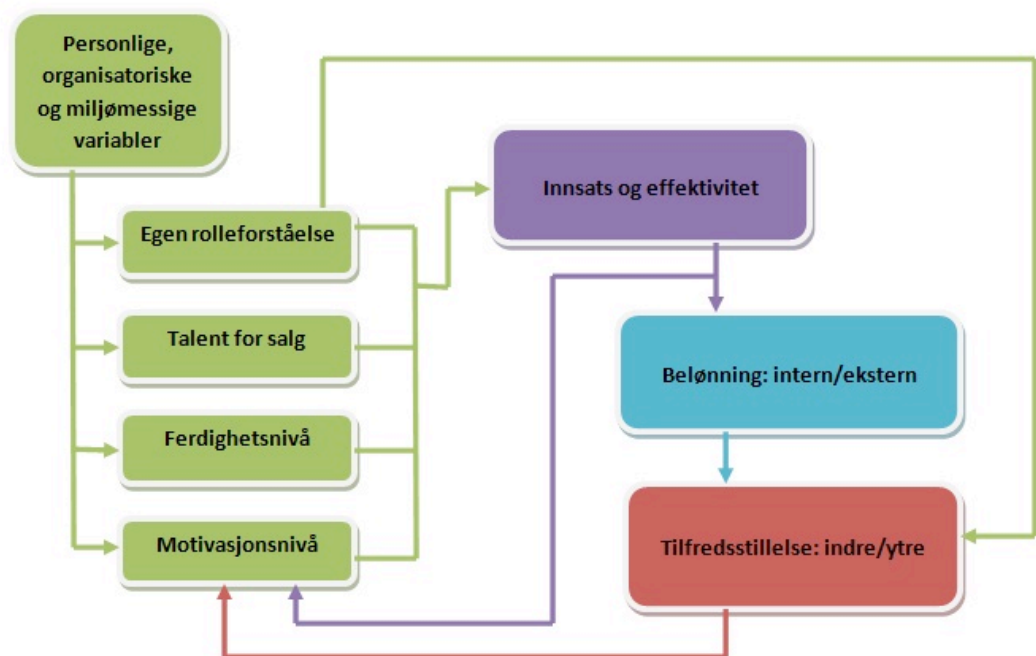 Personlige,
organisatoriske
og miljømessige
variabler
Innsats og effektivitet
Egen rolleforståelse
Talent for salg
Belønning: intern/ekstern
Ferdighetsnivå
Motivasjonsnivå
Tilfredsstillelse: indre/ytre